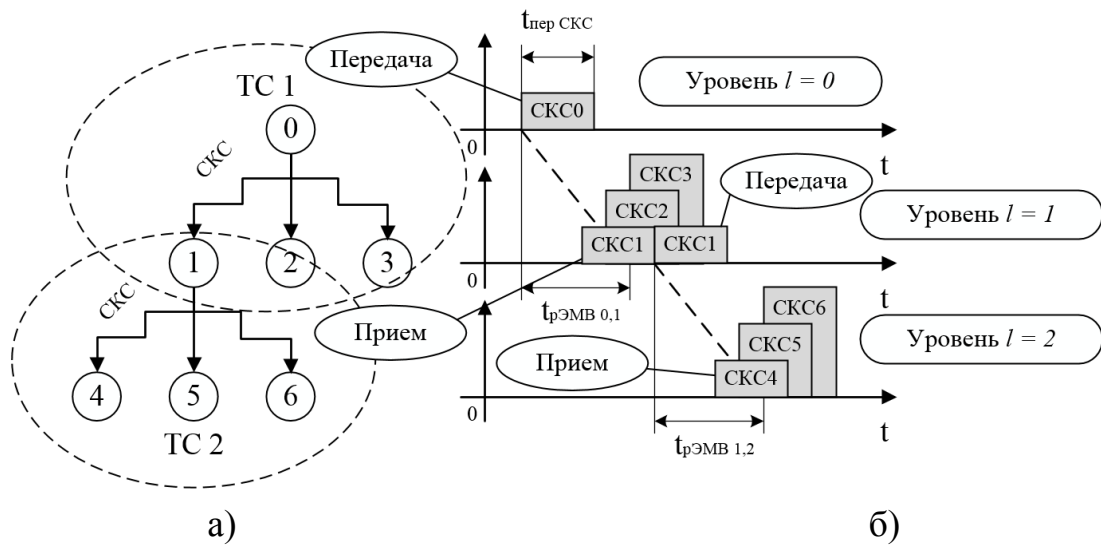 tпер СКС
Передача
Уровень l = 0
ТС 1
0
СКС
СКС0
0
t
1
2
3
СКС3
СКС2
СКС1
СКС1
Передача
Уровень l = 1
0
t
tрЭМВ 0,1
СКС
Прием
4
5
6
ТС 2
Прием
СКС6
СКС5
СКС4
Уровень l = 2
0
t
tрЭМВ 1,2
а)
б)